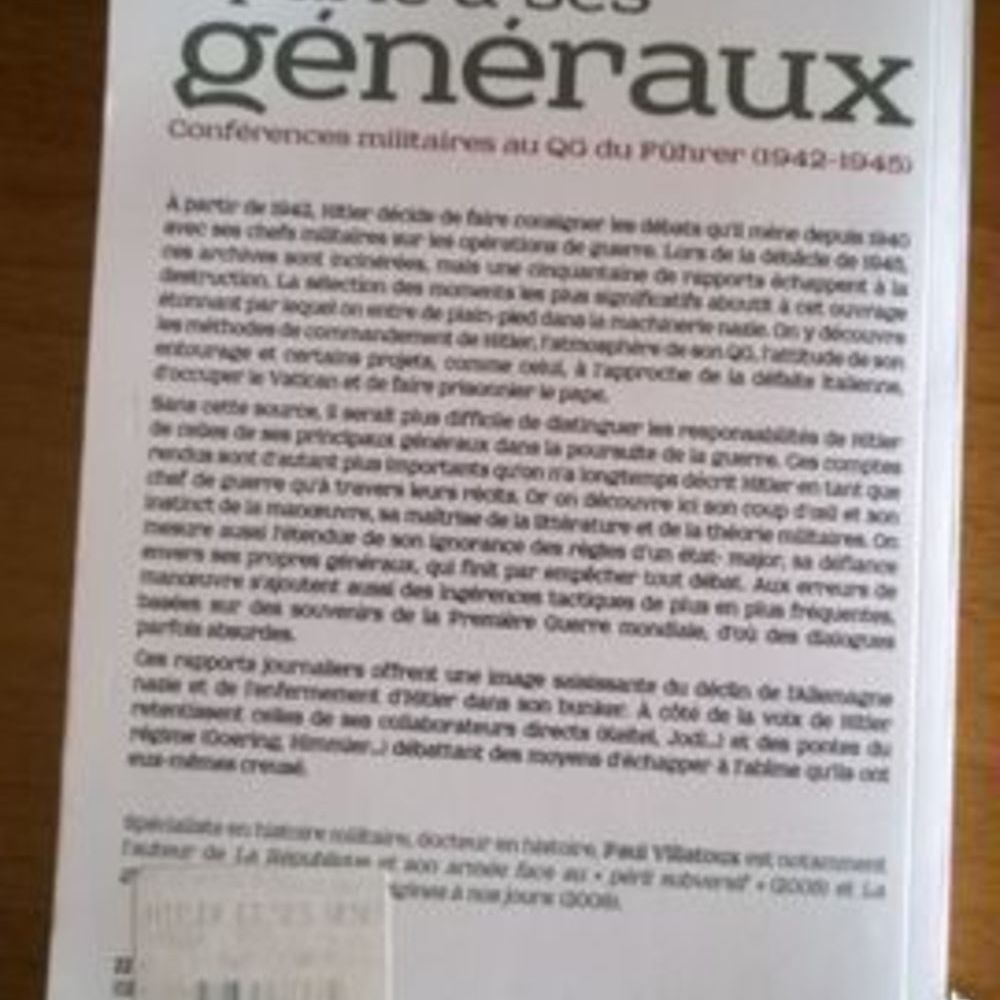 parle à ses
généraux
Conférences militaires au QG du Führer (1942-1945)
À partir de 1942, Hitler décide de faire consigner les débats qu'il mène depuis 1940
avec ses chefs militaires sur les opérations de guerre. Lors de la débâcle de 1945,
ces archives sont incinérées, mais une cinquantaine de rapports échappent à la
destruction. La sélection des moments les plus significatifs aboutit à cet ouvrage
étonnant par lequel on entre de plain-pied dans la machinerie nazie. On y découvre
les méthodes de commandement de Hitler, l'atmosphère de son QG, l'attitude de son
entourage et certains projets, comme celui, à l'approche de la défaite italienne,
d'occuper le Vatican et de faire prisonnier le pape.
Sans cette source, il serait plus difficile de distinguer les responsabilités de Hitler
de celles de ses principaux généraux dans la poursuite de la guerre. Ces comptes
rendus sont d'autant plus importants qu'on n'a longtemps décrit Hitler en tant que
chef de guerre qu'à travers leurs récits. Or on découvre ici son coup d'œil et son
instinct de la manœuvre, sa maîtrise de la littérature et de la théorie militaires. On
mesure aussi l'étendue de son ignorance des règles d'un état- major, sa défiance
envers ses propres généraux, qui finit par empêcher tout débat. Aux erreurs de
manœuvre s'ajoutent aussi des ingérences tactiques de plus en plus fréquentes,
basées sur des souvenirs de la Première Guerre mondiale, d'où des dialogues
parfois absurdes.
Ces rapports journaliers offrent une image saisissante du déclin de l'Allemagne
nazie et de l'enfermement d'Hitler dans son bunker. À côté de la voix de Hitler
retentissent celles de ses collaborateurs directs (Keitel, Jodl...) et des pontes du
régime (Goering, Himmler...) débattant des moyens d'échapper à l'abîme qu'ils ont
eux-mêmes creusé.
Spécialiste en histoire militaire, docteur en histoire, Paul Villatoux est notamment
l'auteur de La République et son armée face au « péril subversif » (2005) et La
origines à nos jours (2008).